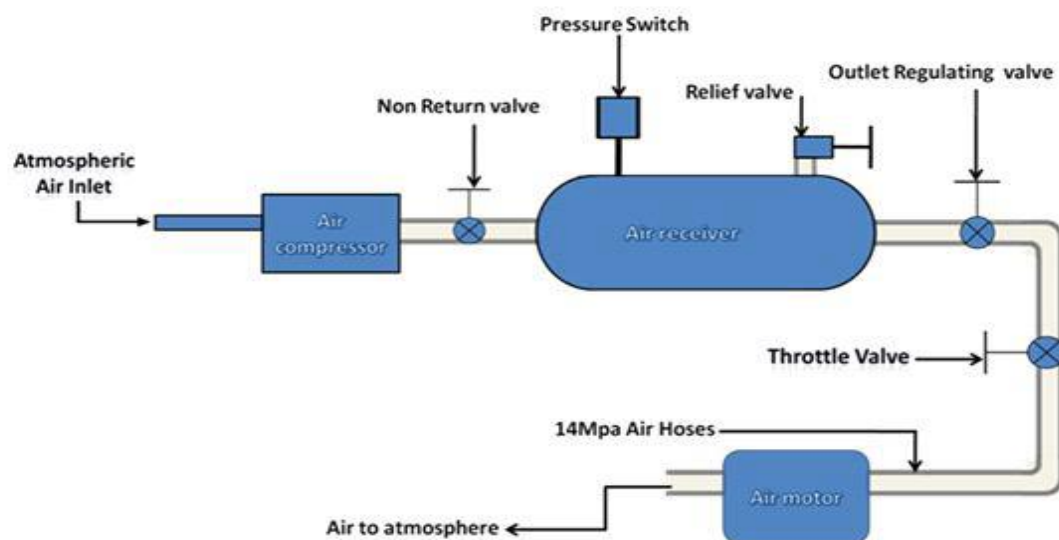 Pressure Switch
Outlet Regulating valve
Relief valve
Non Return valve
Atmospheric
Air Inlet
Air
compressor
Air receiver
Throttle Valve
14Mpa Air Hoses
Air motor
Air to atmosphere